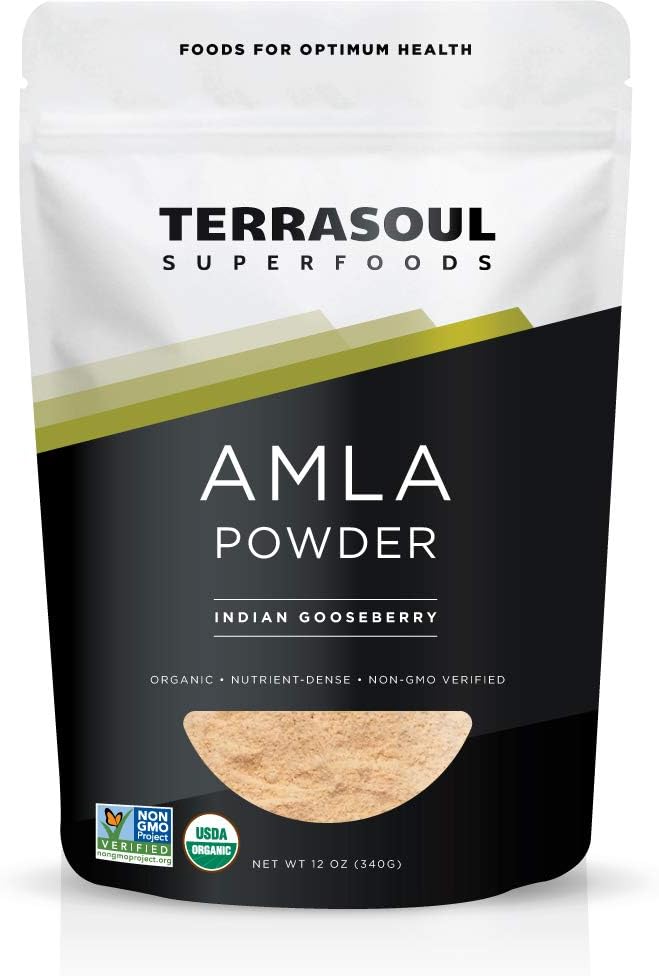 FOODS FOR OPTIMUM HEALTH
TERRASOUL
SUPERFOODS
AMLA
POWDER
INDIAN GOOSEBERRY
ORGANIC • NUTRIENT-DENSE • NON-GMO VERIFIED
NON
GMO
Project
VERIFIED
nongmoproject.org
USDA
ORGANIC
NET WT 12 OZ (340G)